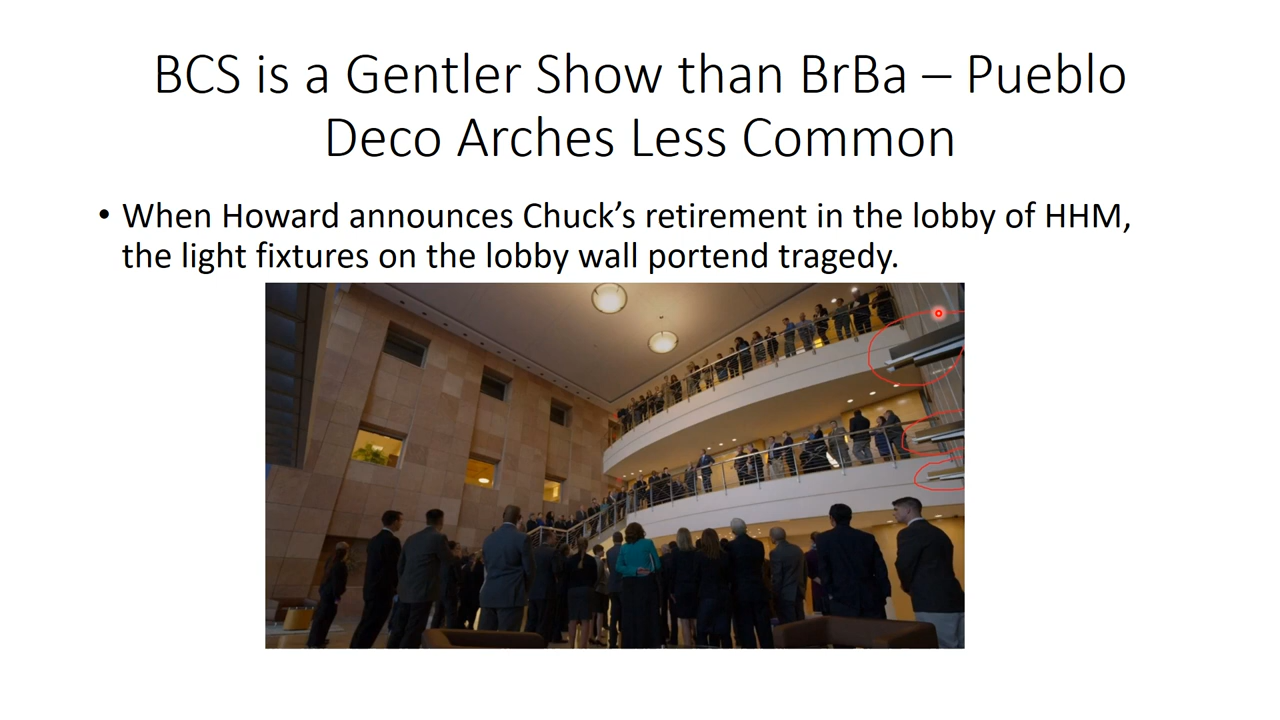 BCS is a Gentler Show than BrBa – Pueblo
Deco Arches Less Common
• When Howard announces Chuck’s retirement in the lobby of HHM,
the light fixtures on the lobby wall portend tragedy.